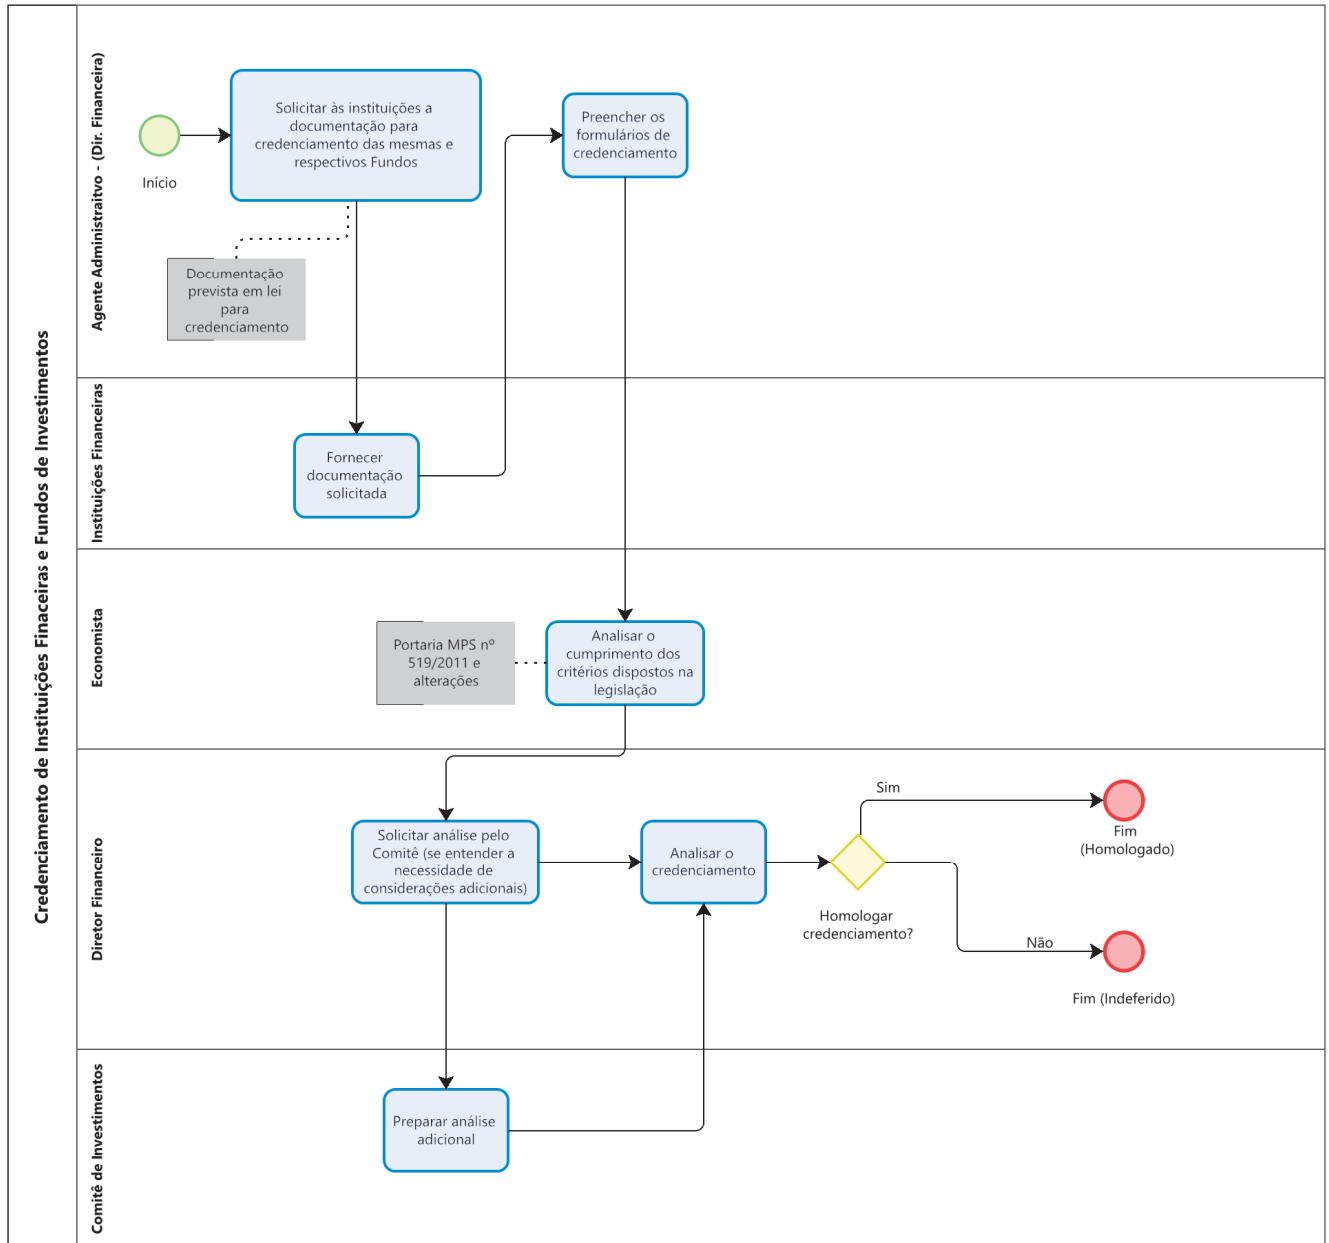 Credenciamento de Instituições Finaceiras e Fundos de Investimentos
Agente Administraitvo - (Dir. Financeira)
Início
Solicitar às instituições a
documentação para
credenciamento das mesmas e
respectivos Fundos
Preencher os
formulários de
credenciamento
Documentação
prevista em lei
para
credenciamento
Instituições Financeiras
Fornecer
documentação
solicitada
Economista
Portaria MPS nº
519/2011 e
alterações
Analisar o
cumprimento dos
critérios dispostos na
legislação
Diretor Financeiro
Solicitar análise pelo
Comitê (se entender a
necessidade de
considerações adicionais)
Analisar o
credenciamento
Homologar
credenciamento?
Sim
Fim
(Homologado)
Não
Fim (Indeferido)
Comitê de Investimentos
Preparar análise
adicional